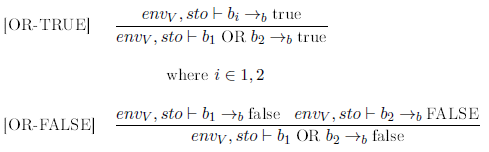 [OR-TRUE] env_V, sto ⊢ b_i →_b true
env_V, sto ⊢ b_1 OR b_2 →_b true
where i ∈ 1, 2
[OR-FALSE] env_V, sto ⊢ b_1 →_b false env_V, sto ⊢ b_2 →_b FALSE
env_V, sto ⊢ b_1 OR b_2 →_b false